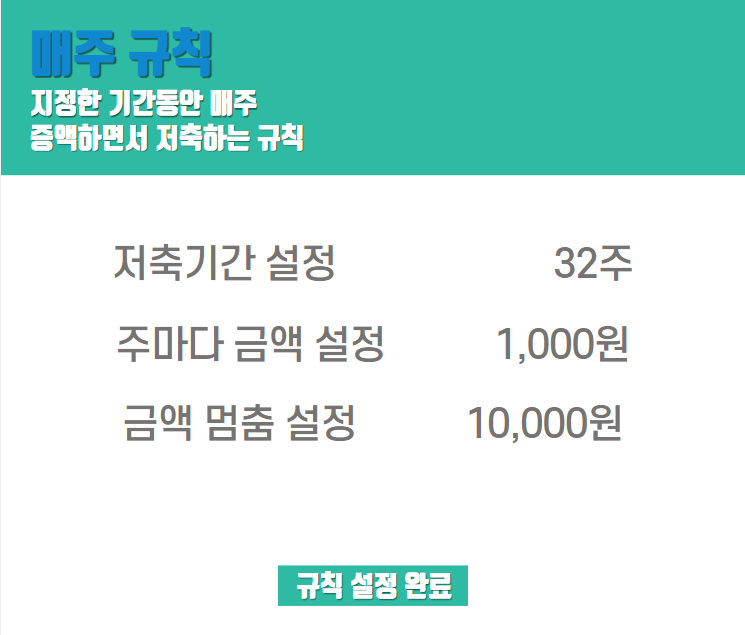 매주 규칙
지정한 기간동안 매주
증액하면서 저축하는 규칙
저축기간 설정 32주
주마다 금액 설정 1,000원
금액 멈춤 설정 10,000원
규칙 설정 완료